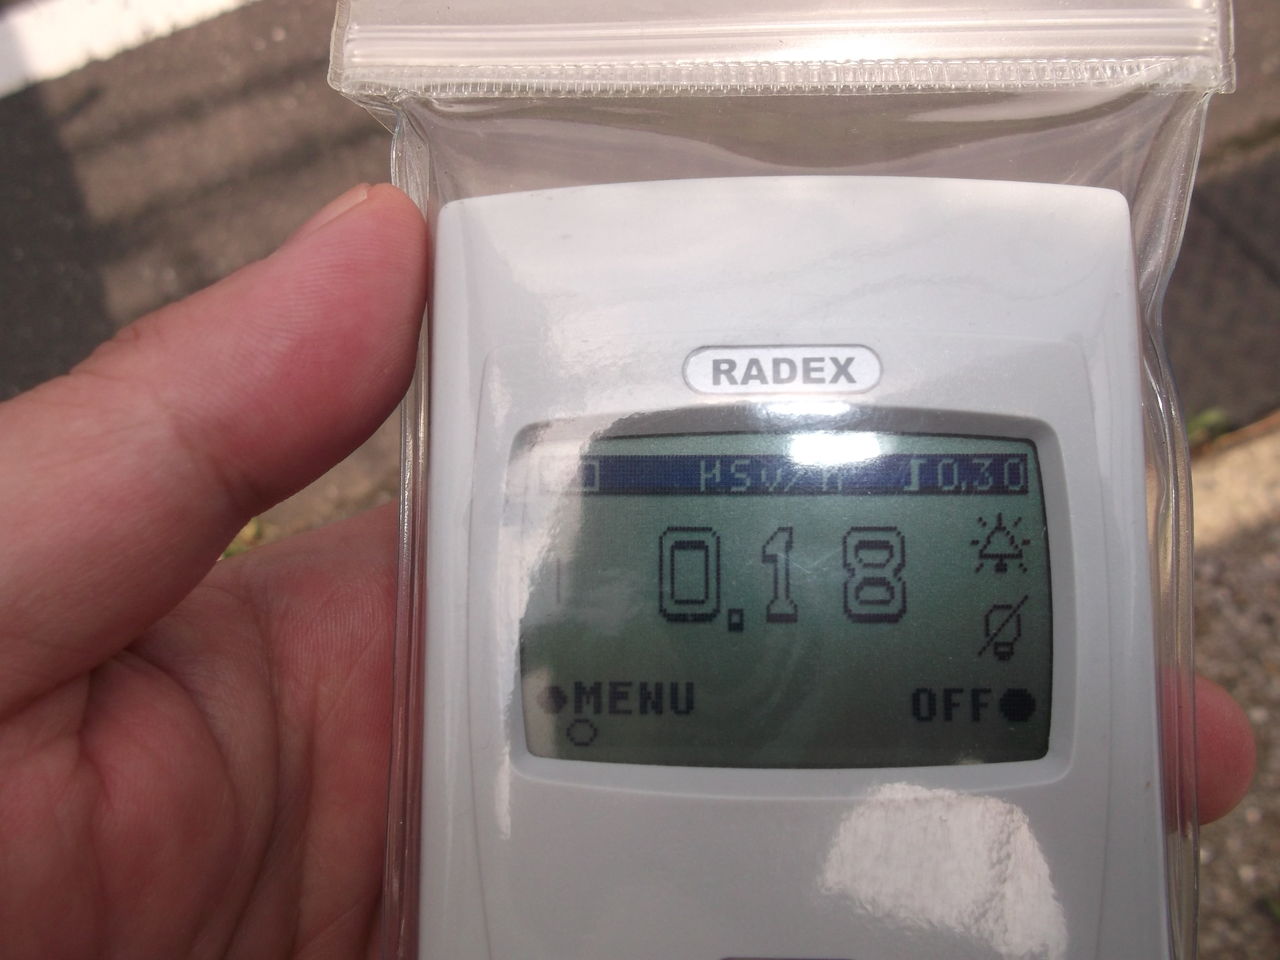 RADEX
µSv/h 0.30
0.18
MENU OFF